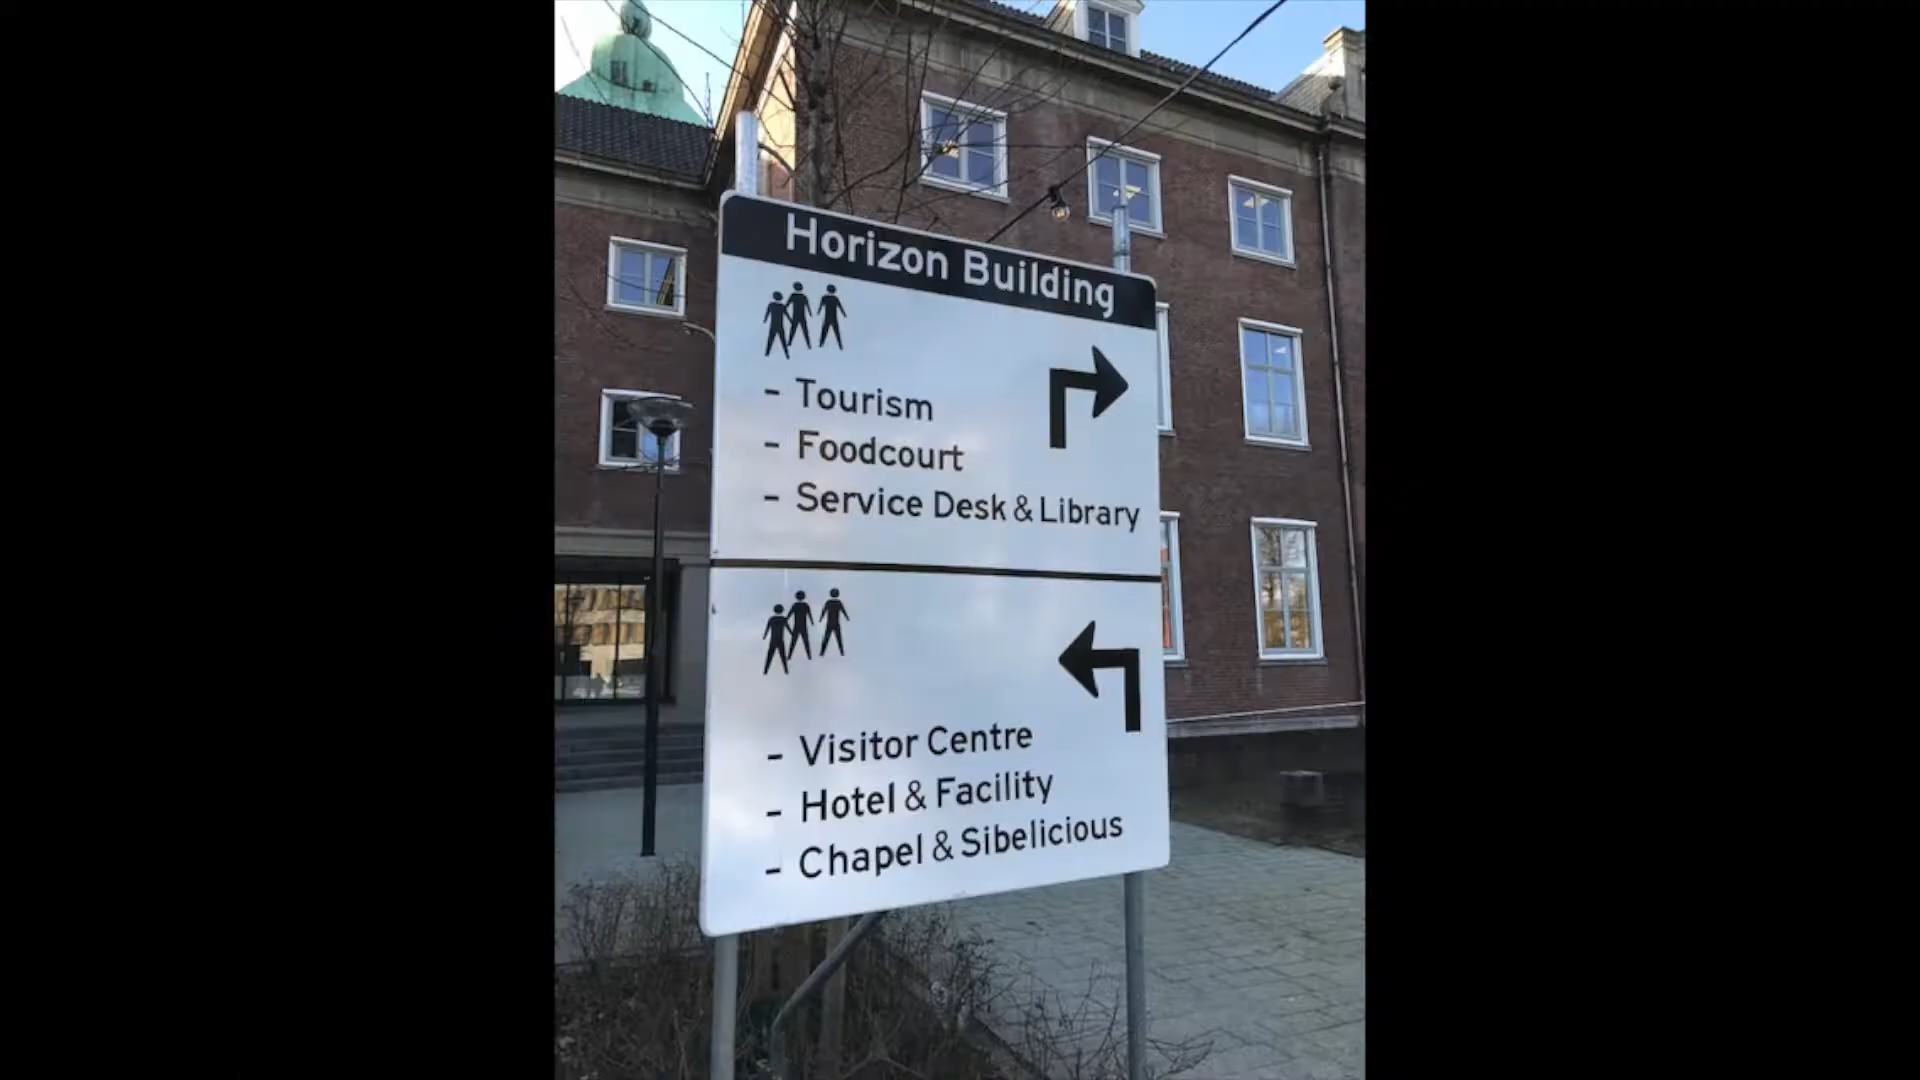 Horizon Building
- Tourism
- Foodcourt
- Service Desk & Library
- Visitor Centre
- Hotel & Facility
- Chapel & Sibelicious